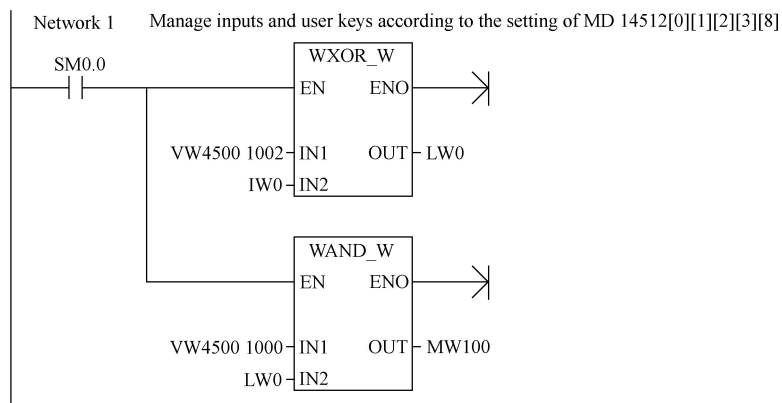 Network 1 Manage inputs and user keys according to the setting of MD 14512[0][1][2][3][8]
SM0.0
WXOR_W
EN ENO
VW4500 1002 IN1 OUT LW0
IW0 IN2
WAND_W
EN ENO
VW4500 1000 IN1 OUT MW100
LW0 IN2